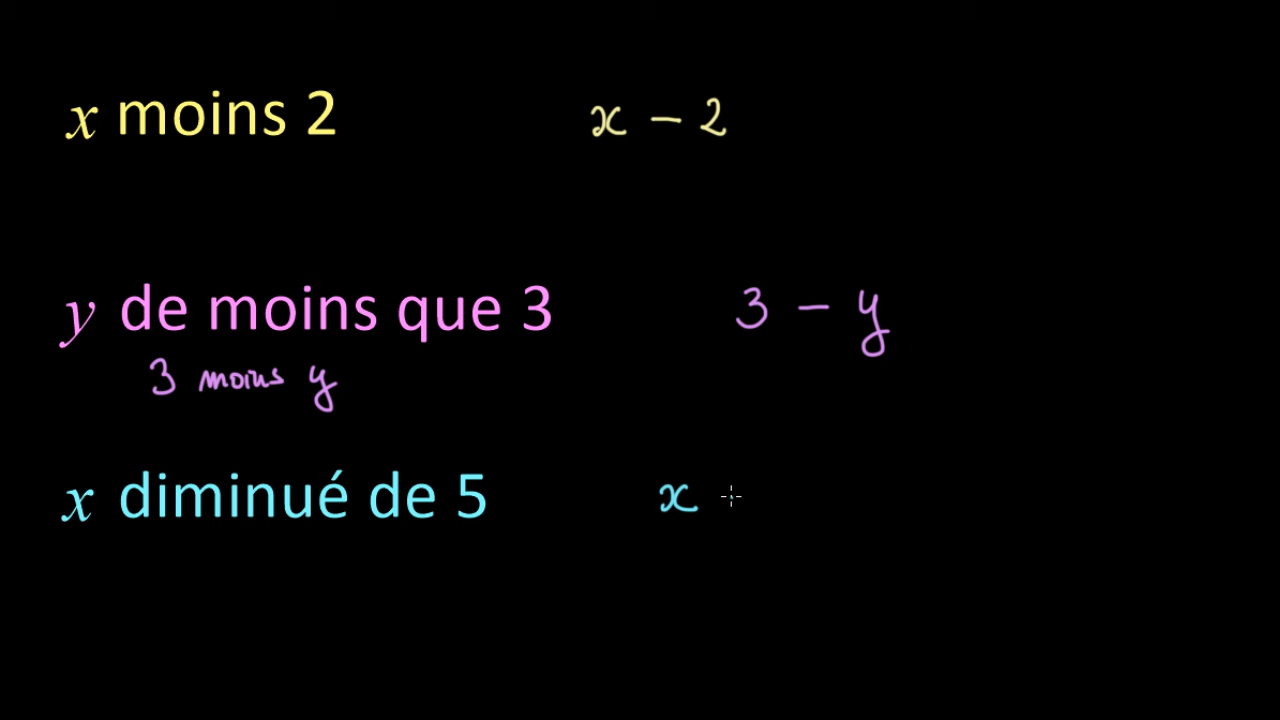 x moins 2 x - 2
y de moins que 3 3 - y
3 moins y
x diminué de 5 x